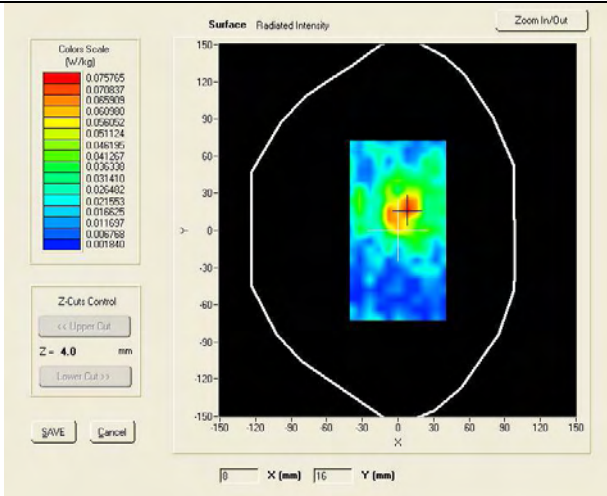 Surface Radiated Intensity
Zoom In/Out
Colors Scale
(W/kg)
0.075765
0.070837
0.065909
0.060980
0.056052
0.051124
0.046195
0.041267
0.036338
0.031410
0.026482
0.021553
0.016625
0.011697
0.006768
0.001840
Z-Cuts Control
<< Upper Cut
Z = 4.0 mm
Lower Cut >>
SAVE Cancel
150-
120-
90-
60-
30-
Y 0-
-30-
-60-
-90-
-120-
-150-
-150 -120 -90 -60 -30 0 30 60 90 120 150
X
8 X (mm) 16 Y (mm)